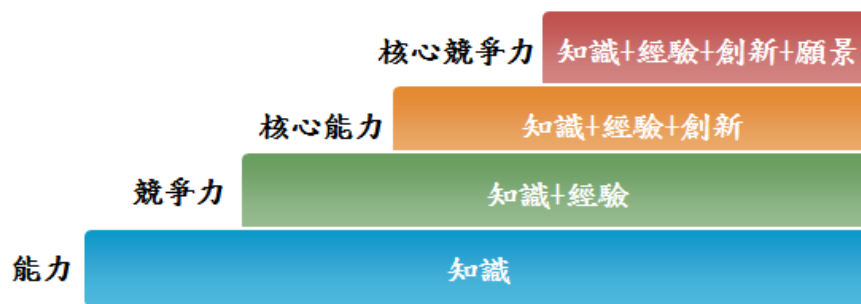 核心競爭力 知識+經驗+創新+願景
核心能力 知識+經驗+創新
競爭力 知識+經驗
能力 知識